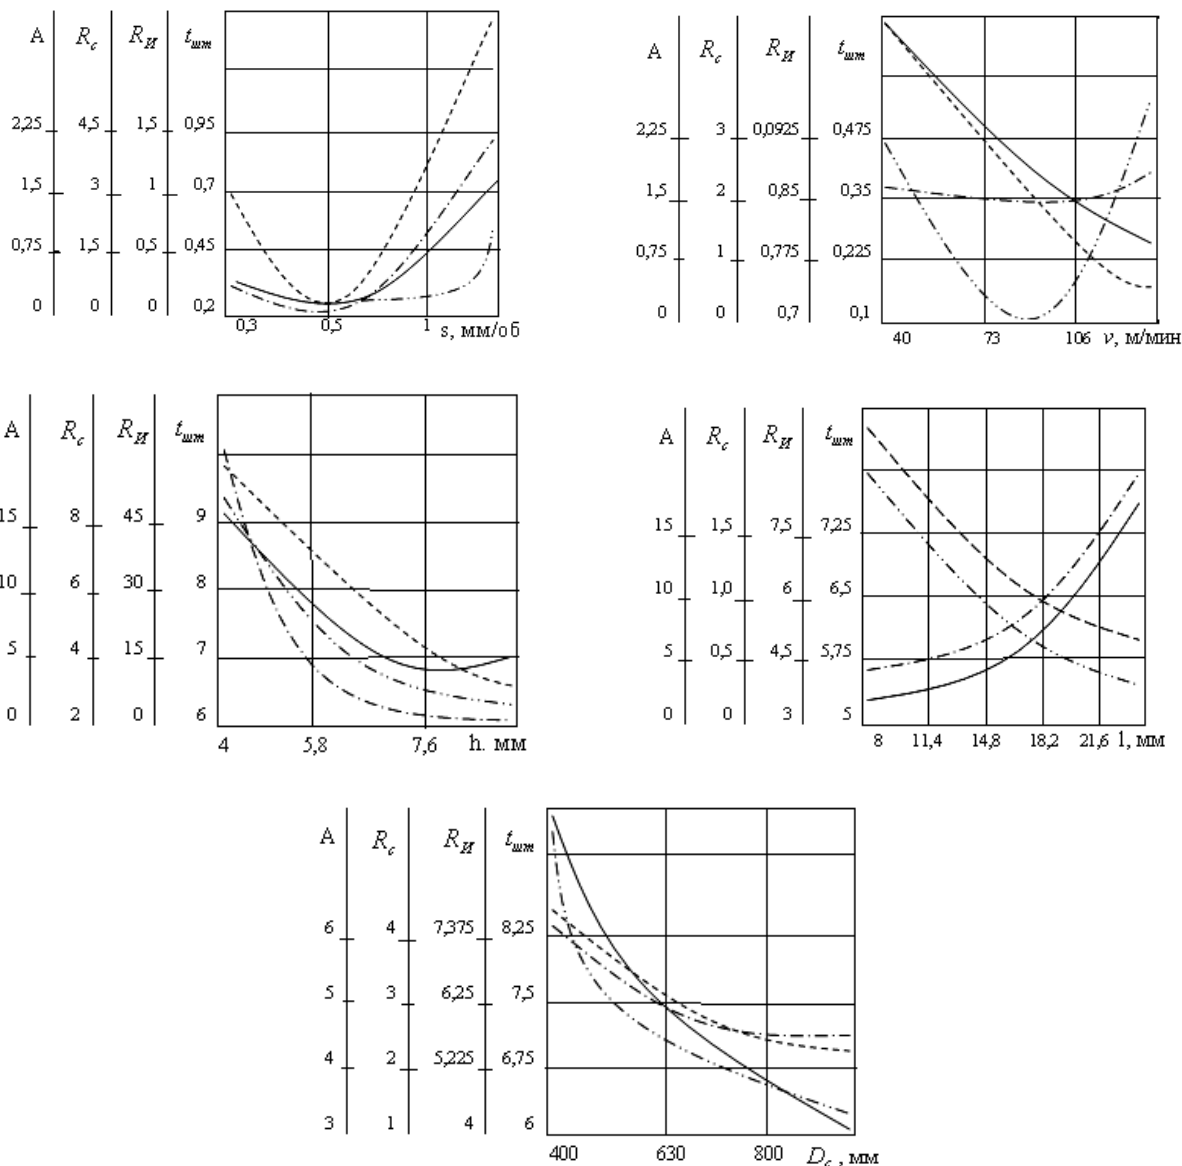 A R_c R_И t_шт
2,25 4,5 1,5 0,95
1,5 3 1 0,7
0,75 1,5 0,5 0,45
0 0 0 0,2
0,3 0,5 1
s, мм/об
A R_c R_И t_шт
2,25 3 0,0925 0,475
1,5 2 0,85 0,35
0,75 1 0,775 0,225
0 0 0,7 0,1
40 73 106 v, м/мин
A R_c R_И t_шт
15 8 45 9
10 6 30 8
5 4 15 7
0 2 0 6
4 5,8 7,6 h. мм
A R_c R_И t_шт
15 1,5 7,5 7,25
10 1,0 6 6,5
5 0,5 4,5 5,75
0 0 3 5
8 11,4 14,8 18,2 21,6 l, мм
A R_c R_И t_шт
6 4 7,375 8,25
5 3 6,25 7,5
4 2 5,225 6,75
3 1 4 6
400 630 800 D_c, мм